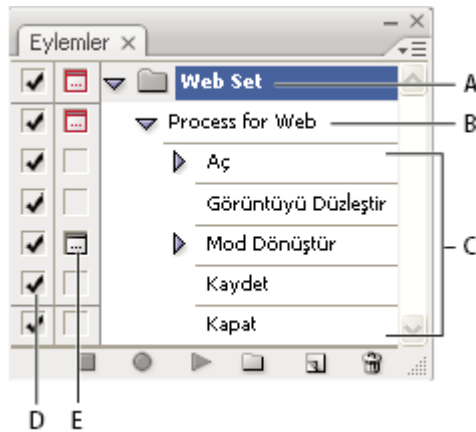 Eylemler
Web Set
A
Process for Web
B
Aç
Görüntüyü Düzleştir
Mod Dönüştür
C
Kaydet
Kapat
D E